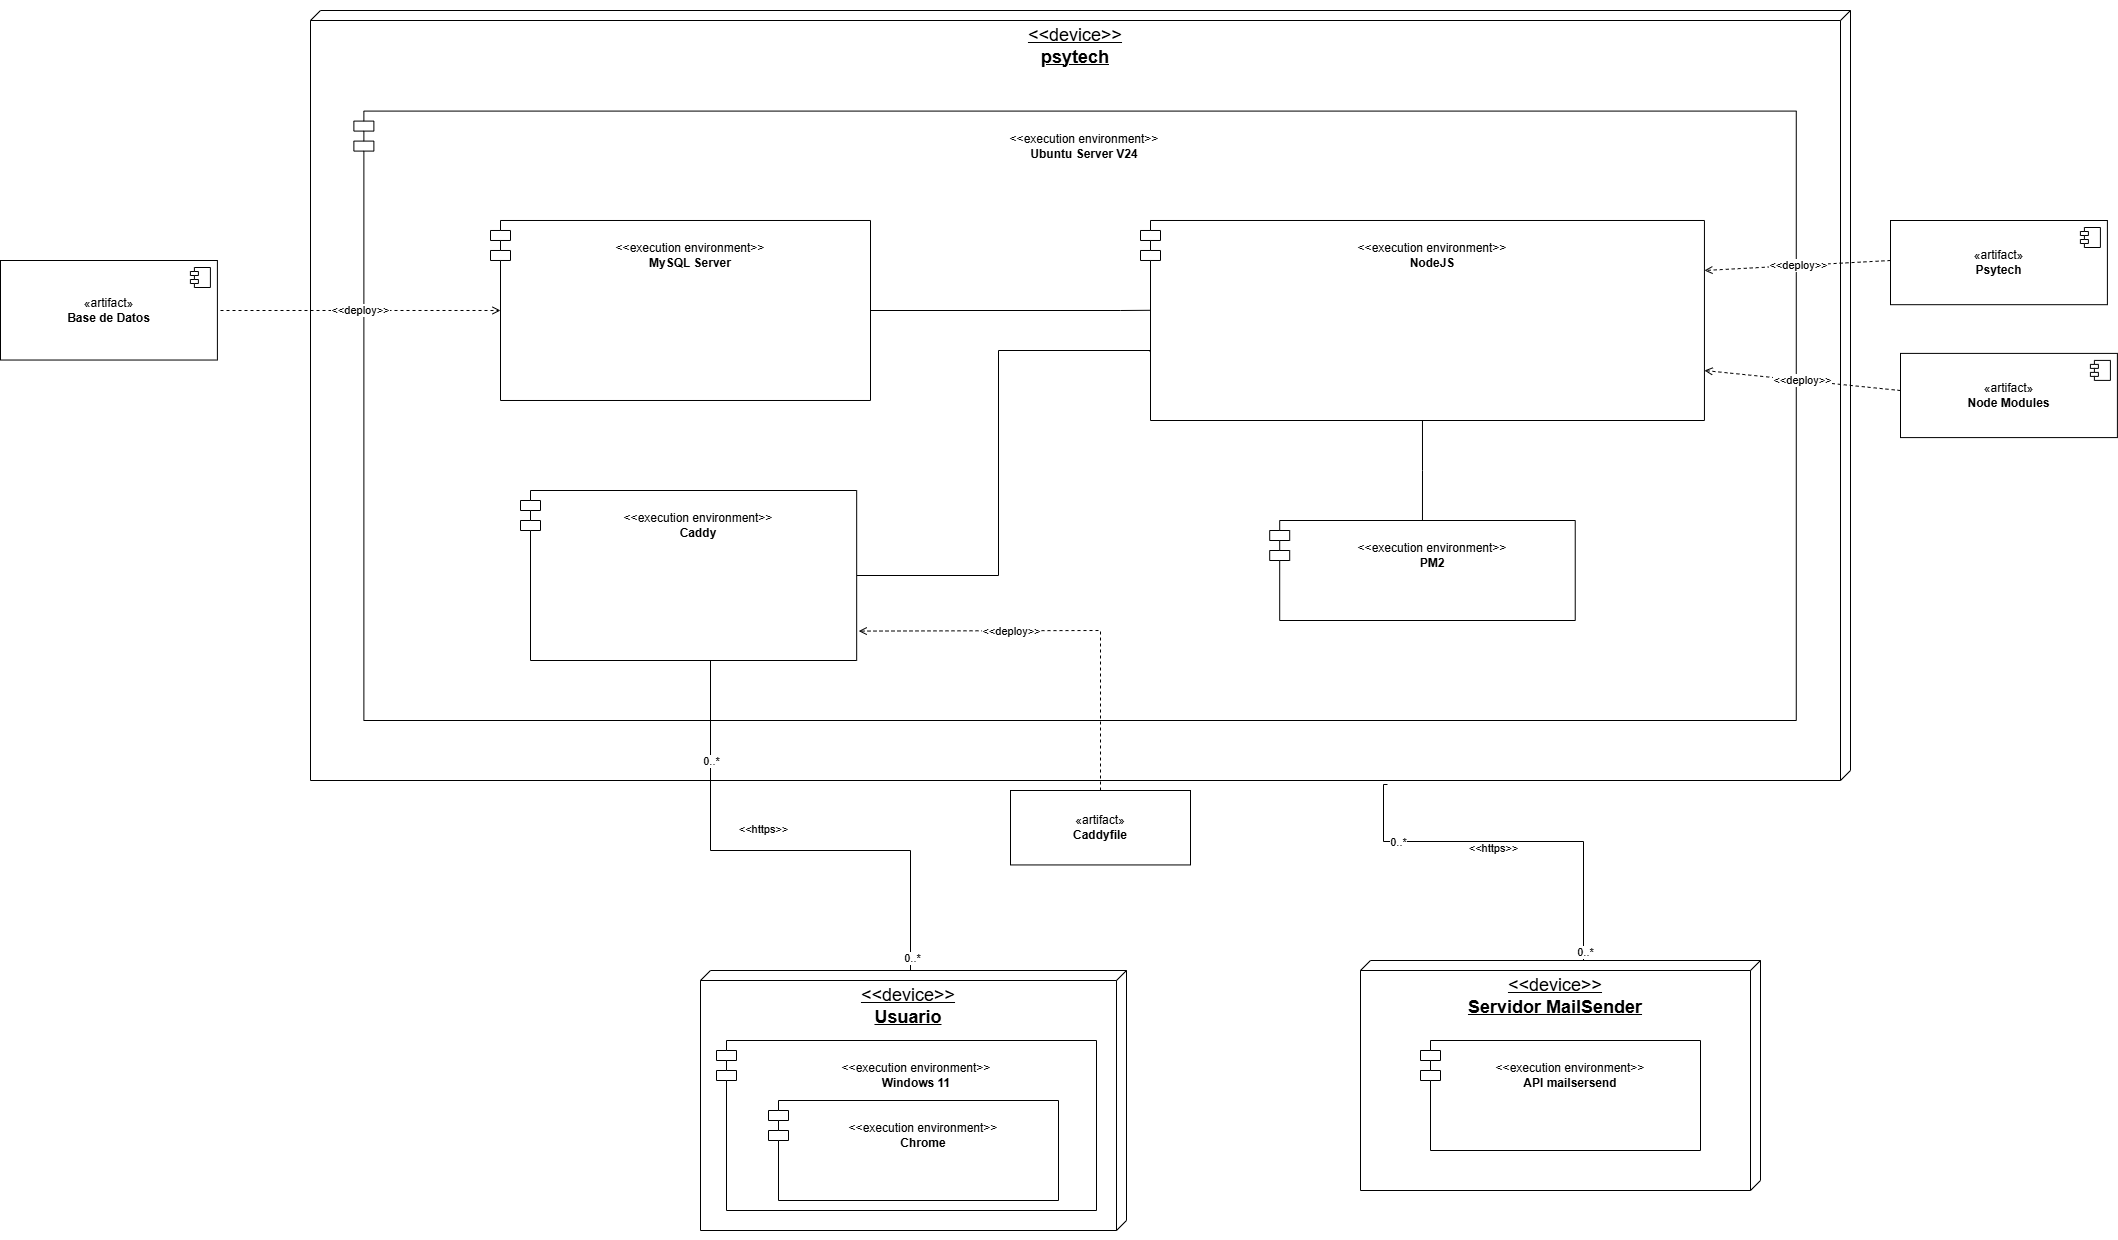 <<device>>
psytech
<<execution environment>>
Ubuntu Server V24
<<execution environment>>
MySQL Server
<<execution environment>>
NodeJS
«artifact»
Psytech
<<deploy>>
«artifact»
Base de Datos
<<deploy>>
«artifact»
Node Modules
<<deploy>>
<<execution environment>>
Caddy
<<execution environment>>
PM2
<<deploy>>
0..*
<<https>>
«artifact»
Caddyfile
0..*
<<https>>
0..*
0..*
<<device>>
Usuario
<<execution environment>>
Windows 11
<<execution environment>>
Chrome
<<device>>
Servidor MailSender
<<execution environment>>
API mailsersend